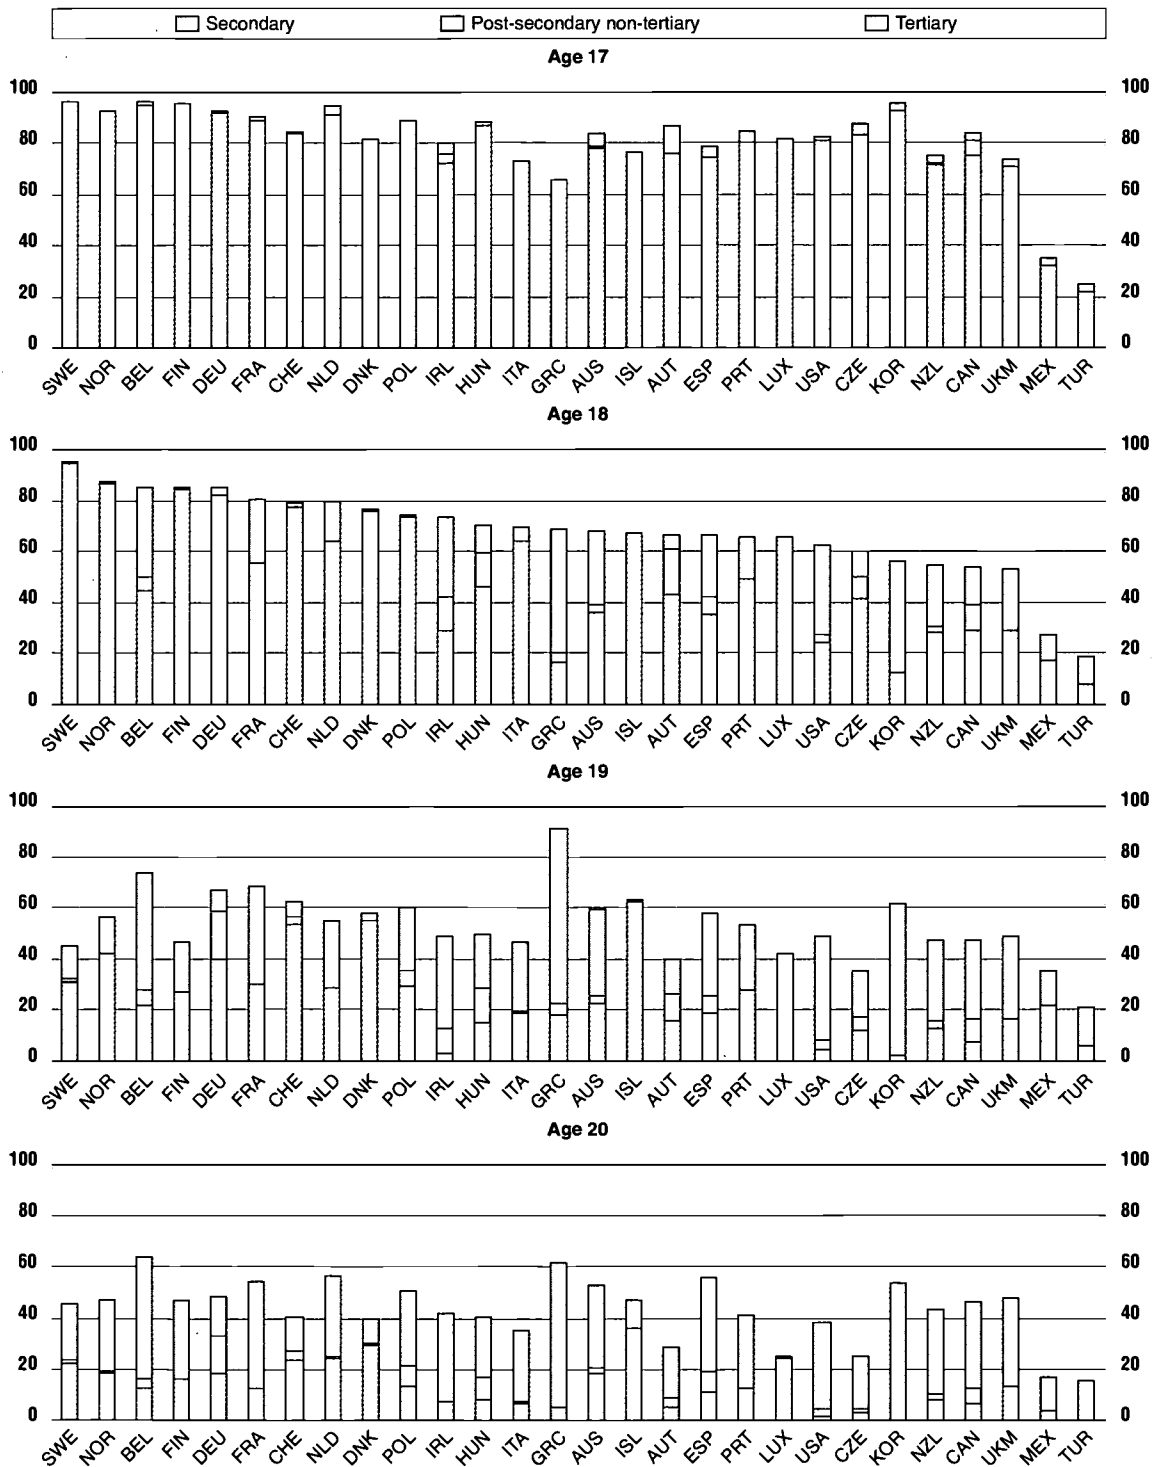 Secondary Post-secondary non-tertiary Tertiary
Age 17
100 100
80 80
60 60
40 40
20 20
0 0
SWE NOR BEL FIN DEU FRA CHE NLD DNK POL IRL HUN ITA GRC AUS ISL AUT ESP PRT LUX USA CZE KOR NZL CAN UKM MEX TUR
Age 18
100 100
80 80
60 60
40 40
20 20
0 0
SWE NOR BEL FIN DEU FRA CHE NLD DNK POL IRL HUN ITA GRC AUS ISL AUT ESP PRT LUX USA CZE KOR NZL CAN UKM MEX TUR
Age 19
100 100
80 80
60 60
40 40
20 20
0 0
SWE NOR BEL FIN DEU FRA CHE NLD DNK POL IRL HUN ITA GRC AUS ISL AUT ESP PRT LUX USA CZE KOR NZL CAN UKM MEX TUR
Age 20
100 100
80 80
60 60
40 40
20 20
0 0
SWE NOR BEL FIN DEU FRA CHE NLD DNK POL IRL HUN ITA GRC AUS ISL AUT ESP PRT LUX USA CZE KOR NZL CAN UKM MEX TUR